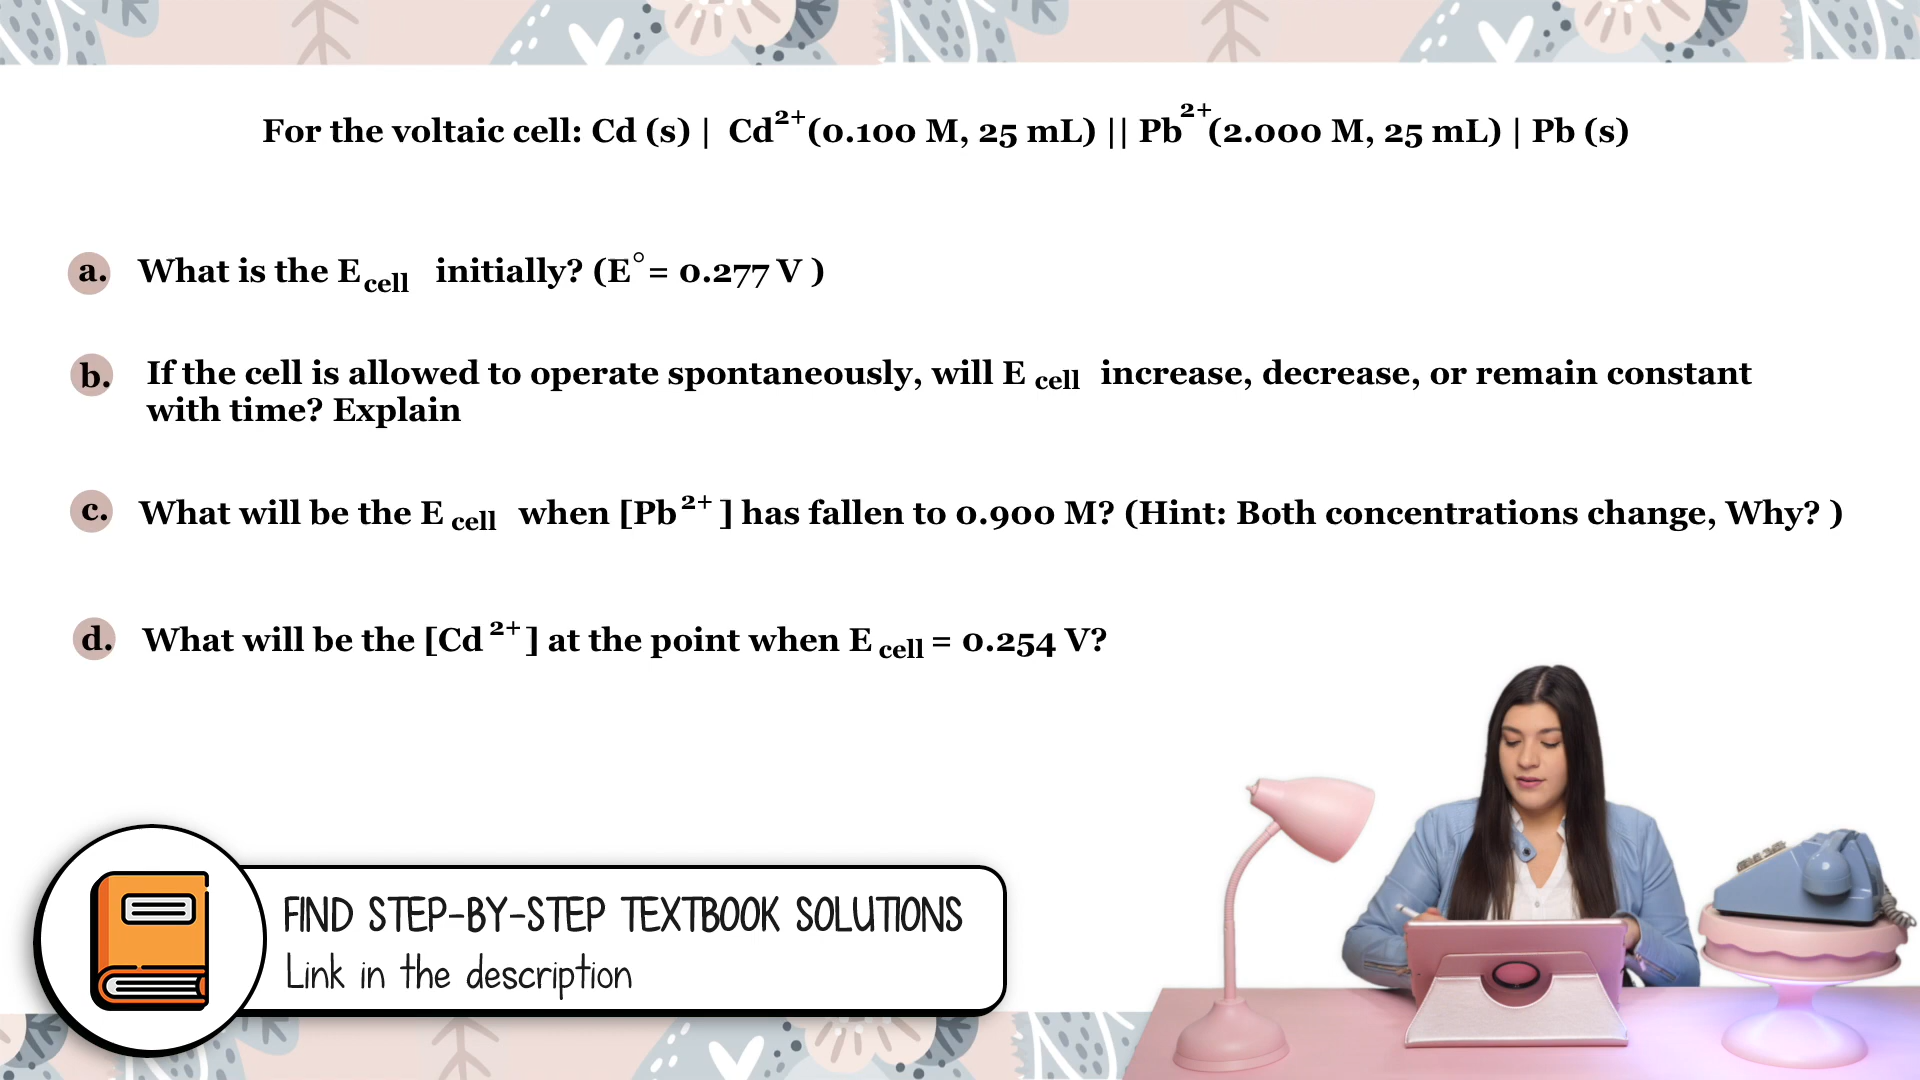 For the voltaic cell: Cd (s) | Cd²⁺(0.100 M, 25 mL) || Pb²⁺(2.000 M, 25 mL) | Pb (s)
a. What is the E cell initially? (E° = 0.277 V )
b. If the cell is allowed to operate spontaneously, will E cell increase, decrease, or remain constant
with time? Explain
c. What will be the E cell when [Pb²⁺] has fallen to 0.900 M? (Hint: Both concentrations change, Why? )
d. What will be the [Cd²⁺] at the point when E cell = 0.254 V?
FIND STEP-BY-STEP TEXTBOOK SOLUTIONS
Link in the description